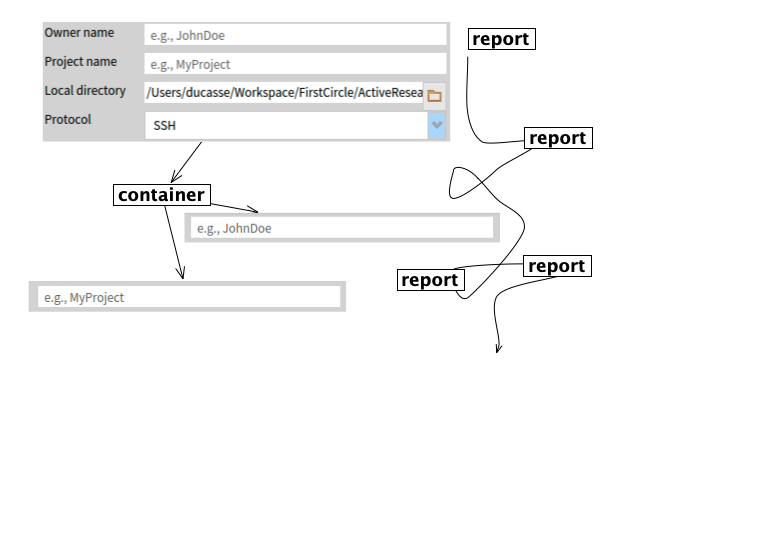 Owner name e.g., JohnDoe
Project name e.g., MyProject
Local directory /Users/ducasse/Workspace/FirstCircle/ActiveResea
Protocol SSH
report
report
container
e.g., JohnDoe
report
report
e.g., MyProject